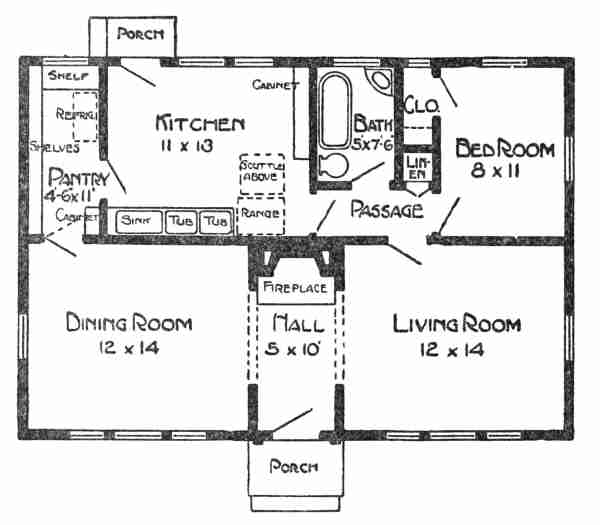 PORCH
SHELF
REFRIG.
SHELVES
PANTRY
4-6x11'
CABINET
KITCHEN
11 x 13
CABINET
SCUTTLE
ABOVE
RANGE
SINK
TUB
TUB
BATH
5x7'-6"
CLO.
LIN-
EN
BED ROOM
8 x 11
PASSAGE
FIREPLACE
DINING ROOM
12 x 14
HALL
5 x 10'
LIVING ROOM
12 x 14
PORCH